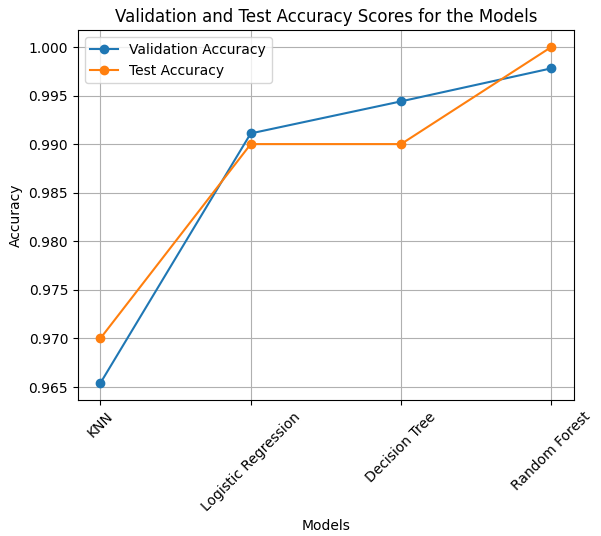 Validation and Test Accuracy Scores for the Models
Validation Accuracy
Test Accuracy
1.000
0.995
0.990
0.985
0.980
0.975
0.970
0.965
Accuracy
KNN
Logistic Regression
Decision Tree
Random Forest
Models